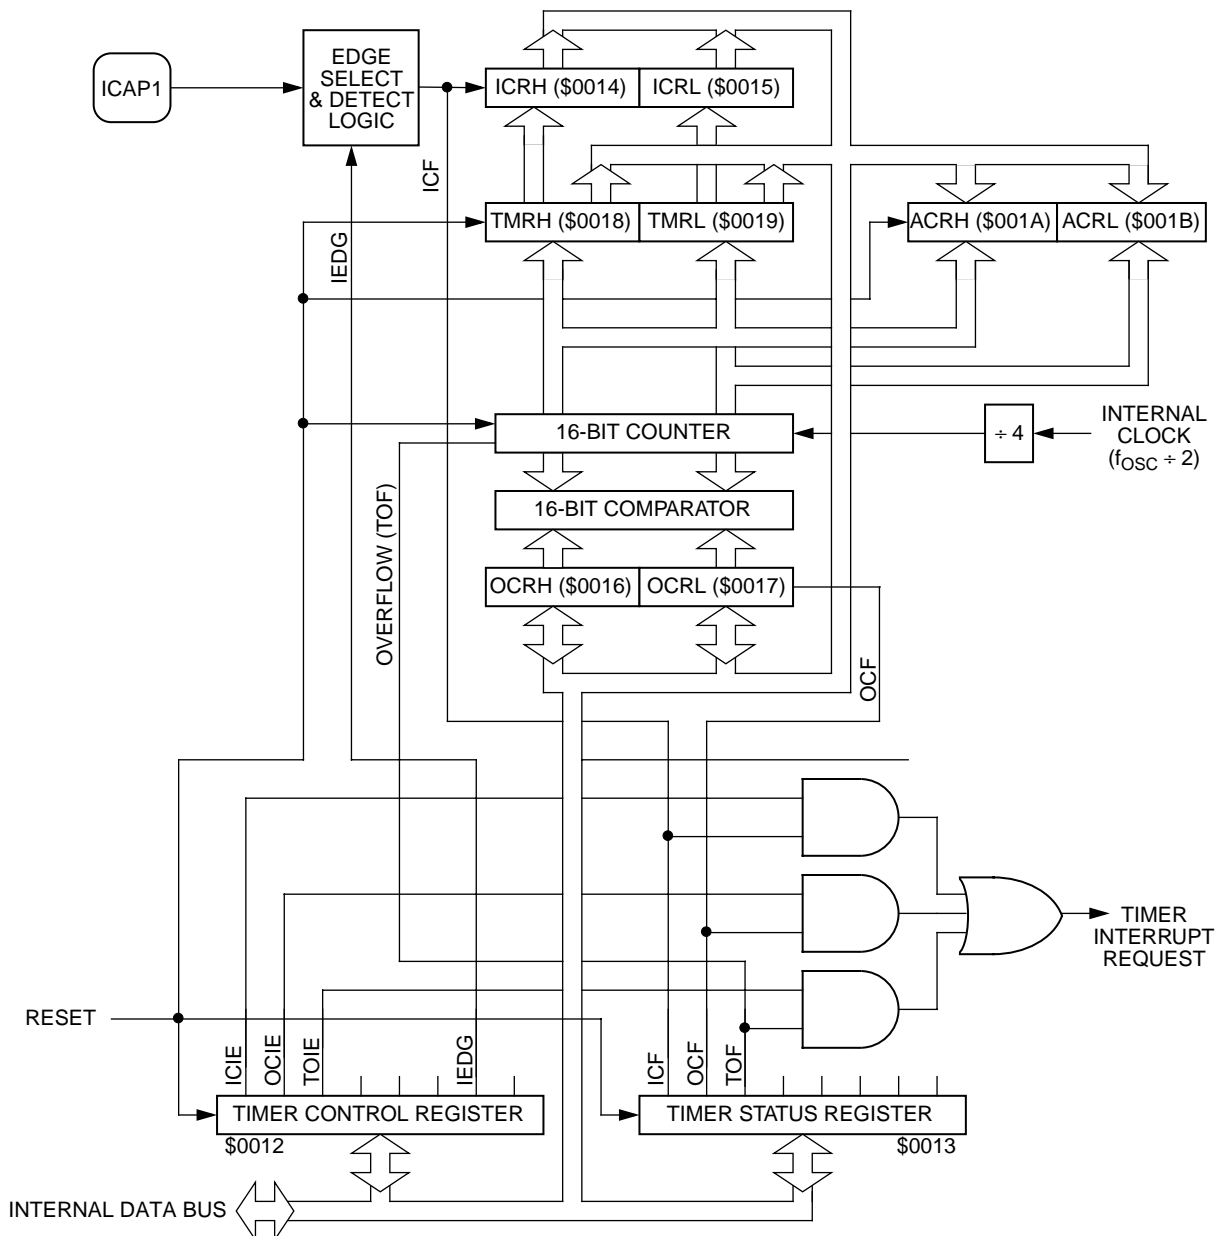 ICAP1
EDGE
SELECT
& DETECT
LOGIC
ICRH ($0014)
ICRL ($0015)
ICF
IEDG
TMRH ($0018)
TMRL ($0019)
ACRH ($001A)
ACRL ($001B)
16-BIT COUNTER
÷ 4
INTERNAL
CLOCK
(fOSC ÷ 2)
OVERFLOW (TOF)
16-BIT COMPARATOR
OCRH ($0016)
OCRL ($0017)
OCF
TIMER
INTERRUPT
REQUEST
RESET
ICIE
OCIE
TOIE
IEDG
ICF
OCF
TOF
TIMER CONTROL REGISTER
$0012
TIMER STATUS REGISTER
$0013
INTERNAL DATA BUS